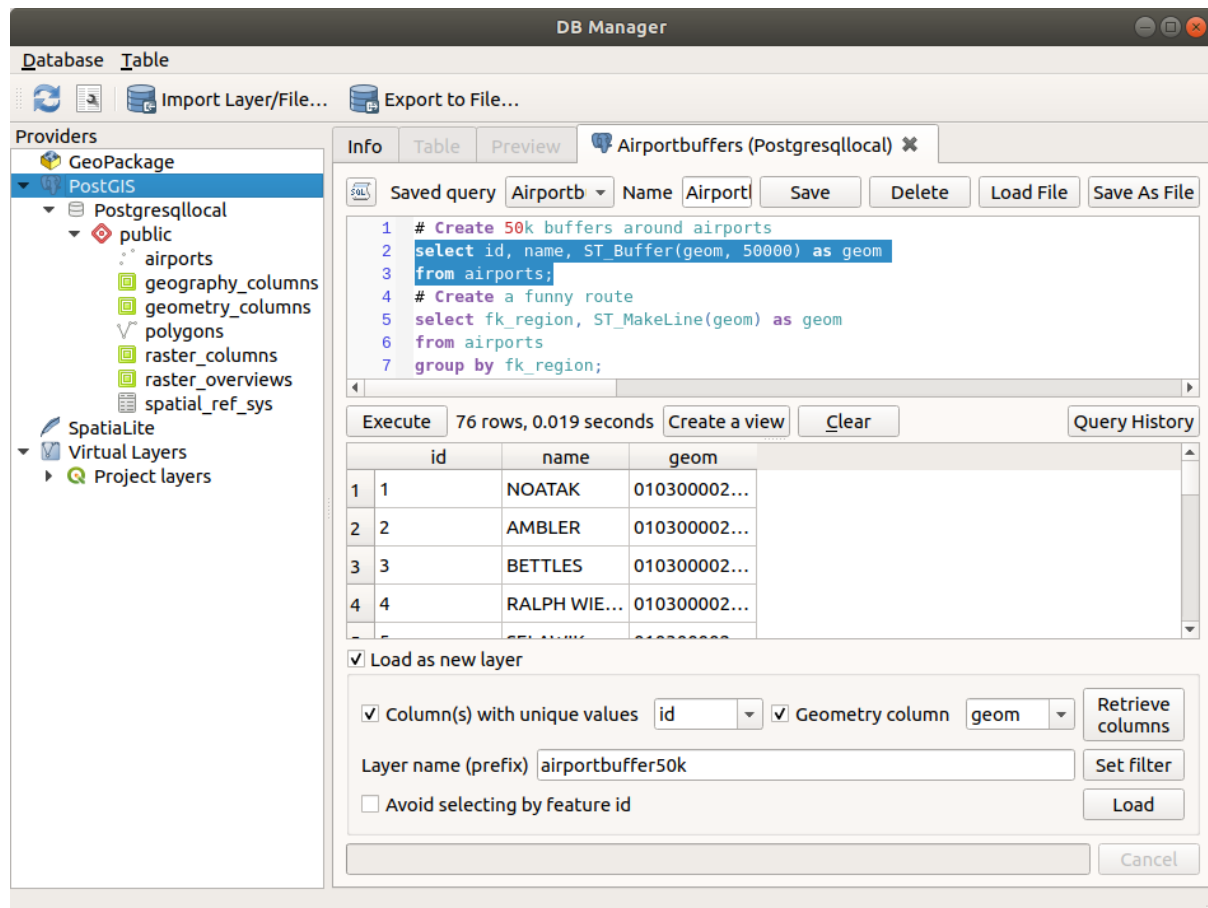 DB Manager
Database Table
Import Layer/File... Export to File...
Providers
GeoPackage
PostGIS
Postgresqllocal
public
airports
geography_columns
geometry_columns
polygons
raster_columns
raster_overviews
spatial_ref_sys
SpatiaLite
Virtual Layers
Project layers
Info Table Preview Airportbuffers (Postgresqllocal)
SQL Saved query Airportb Name Airportl Save Delete Load File Save As File
1 # Create 50k buffers around airports
2 select id, name, ST_Buffer(geom, 50000) as geom
3 from airports;
4 # Create a funny route
5 select fk_region, ST_MakeLine(geom) as geom
6 from airports
7 group by fk_region;
Execute 76 rows, 0.019 seconds Create a view Clear Query History
id name geom
1 1 NOATAK 010300002...
2 2 AMBLER 010300002...
3 3 BETTLES 010300002...
4 4 RALPH WIE... 010300002...
Load as new layer
Column(s) with unique values id Geometry column geom Retrieve columns
Layer name (prefix) airportbuffer50k Set filter
Avoid selecting by feature id Load
Cancel